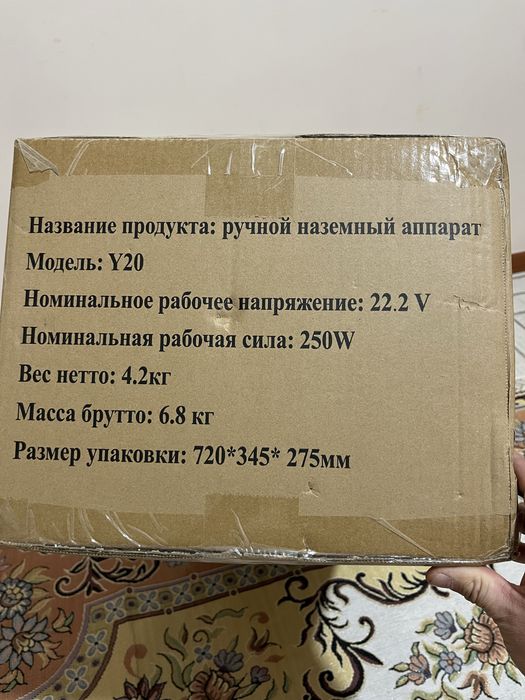 Название продукта: ручной наземный аппарат
Модель: Y20
Номинальное рабочее напряжение: 22.2 V
Номинальная рабочая сила: 250W
Вес нетто: 4.2кг
Масса брутто: 6.8 кг
Размер упаковки: 720*345* 275мм